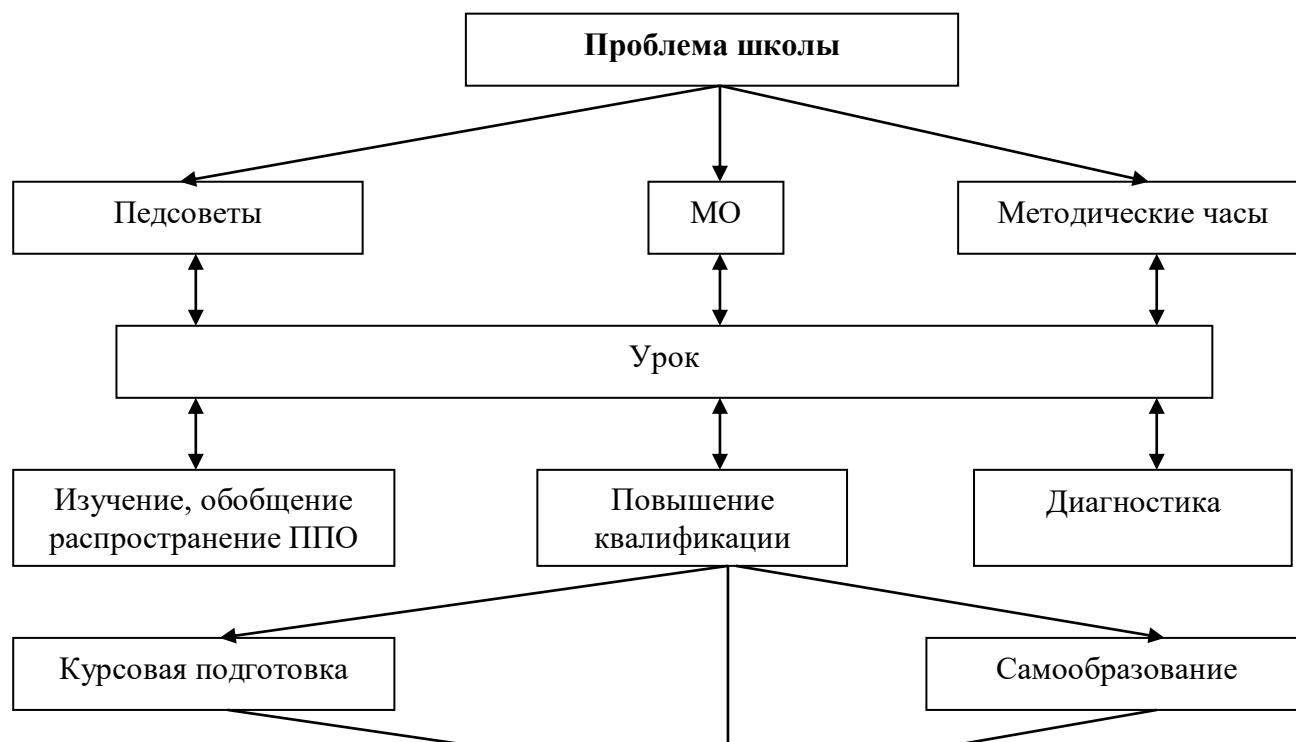 Проблема школы
Педсоветы
МО
Методические часы
Урок
Изучение, обобщение
распространение ППО
Повышение
квалификации
Диагностика
Курсовая подготовка
Самообразование